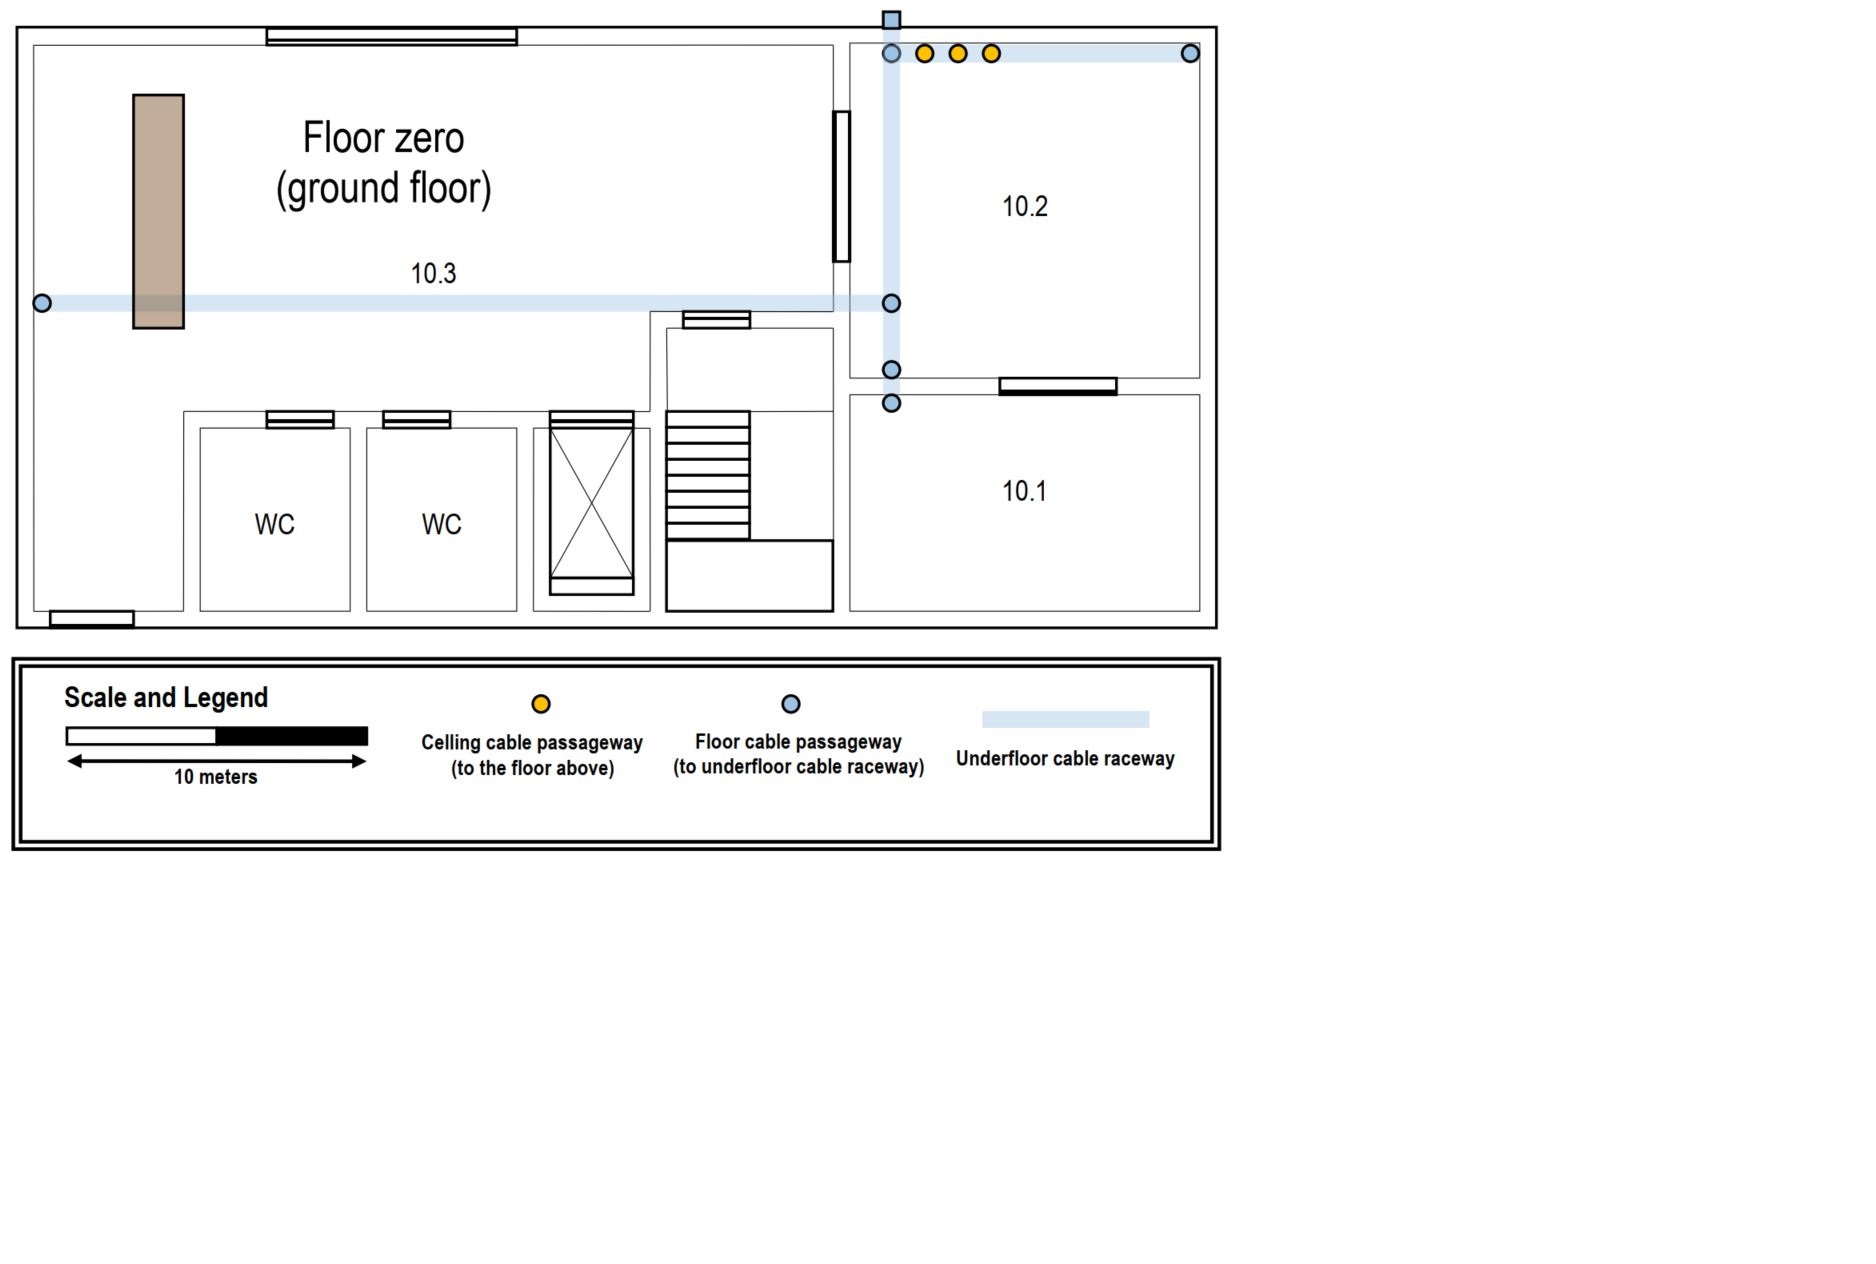 Floor zero
(ground floor)
10.2
10.3
10.1
WC
WC
Scale and Legend
10 meters
Celling cable passageway
(to the floor above)
Floor cable passageway
(to underfloor cable raceway)
Underfloor cable raceway